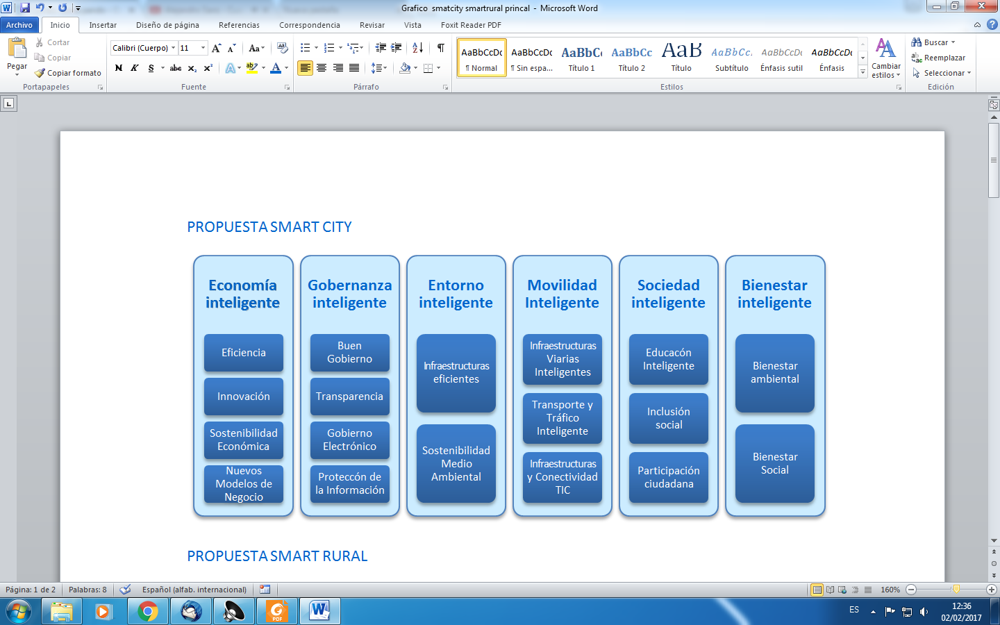 Grafico smatcity smartrural princal - Microsoft Word
Archivo Inicio Insertar Diseño de página Referencias Correspondencia Revisar Vista Foxit Reader PDF
Pegar
Cortar
Copiar
Copiar formato
Portapapeles
Calibri (Cuerpo) 11
N K S abc x₂ x²
Fuente
Párrafo
AaBbCcDc AaBbCcDc AaBbCc AaBbCc AaB AaBbCc. AaBbCcDc AaBbCcDc
¶ Normal ¶ Sin espa... Título 1 Título 2 Título Subtítulo Énfasis sutil Énfasis
Estilos
Cambiar
estilos
Buscar
Reemplazar
Seleccionar
Edición
PROPUESTA SMART CITY
Economía
inteligente
Eficiencia
Innovación
Sostenibilidad
Económica
Nuevos
Modelos de
Negocio
Gobernanza
inteligente
Buen
Gobierno
Transparencia
Gobierno
Electrónico
Proteccón de
la Información
Entorno
inteligente
Infraestructuras
eficientes
Sostenibilidad
Medio
Ambiental
Movilidad
Inteligente
Infraestructuras
Viarias
Inteligentes
Transporte y
Tráfico
Inteligente
Infraestructuras
y Conectividad
TIC
Sociedad
inteligente
Educacón
Inteligente
Inclusión
social
Participación
ciudadana
Bienestar
inteligente
Bienestar
ambiental
Bienestar
Social
PROPUESTA SMART RURAL
Página: 1 de 2 Palabras: 8 Español (alfab. internacional) 160%
ES 12:36
02/02/2017